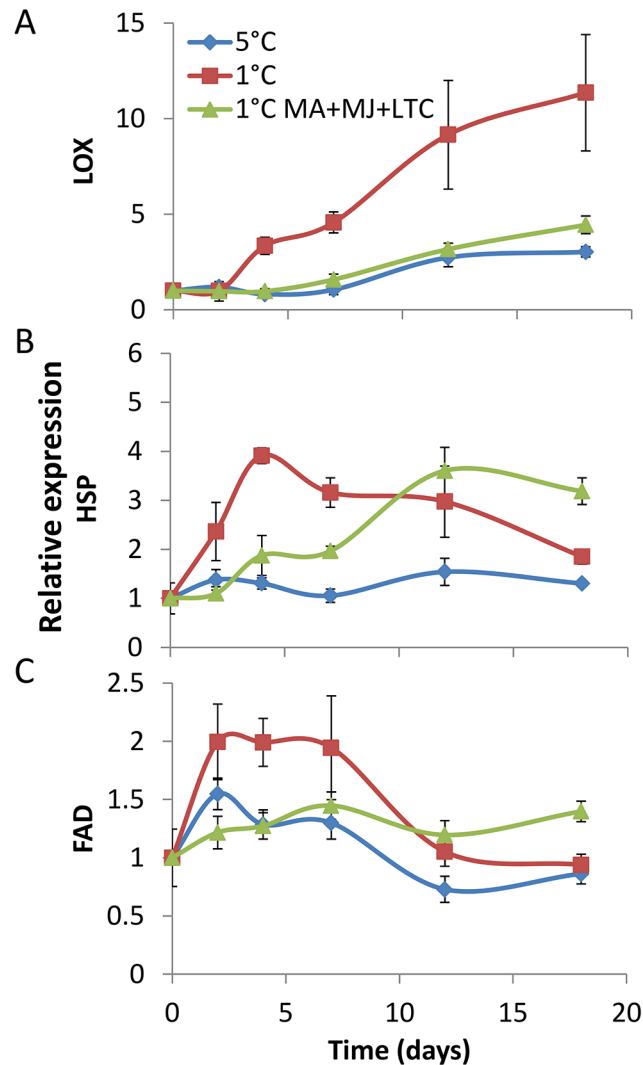 A
LOX
15
10
5
0
5°C
1°C
1°C MA+MJ+LTC
B
Relative expression
HSP
6
5
4
3
2
1
0
C
FAD
2.5
2
1.5
1
0.5
0
0 5 10 15 20
Time (days)